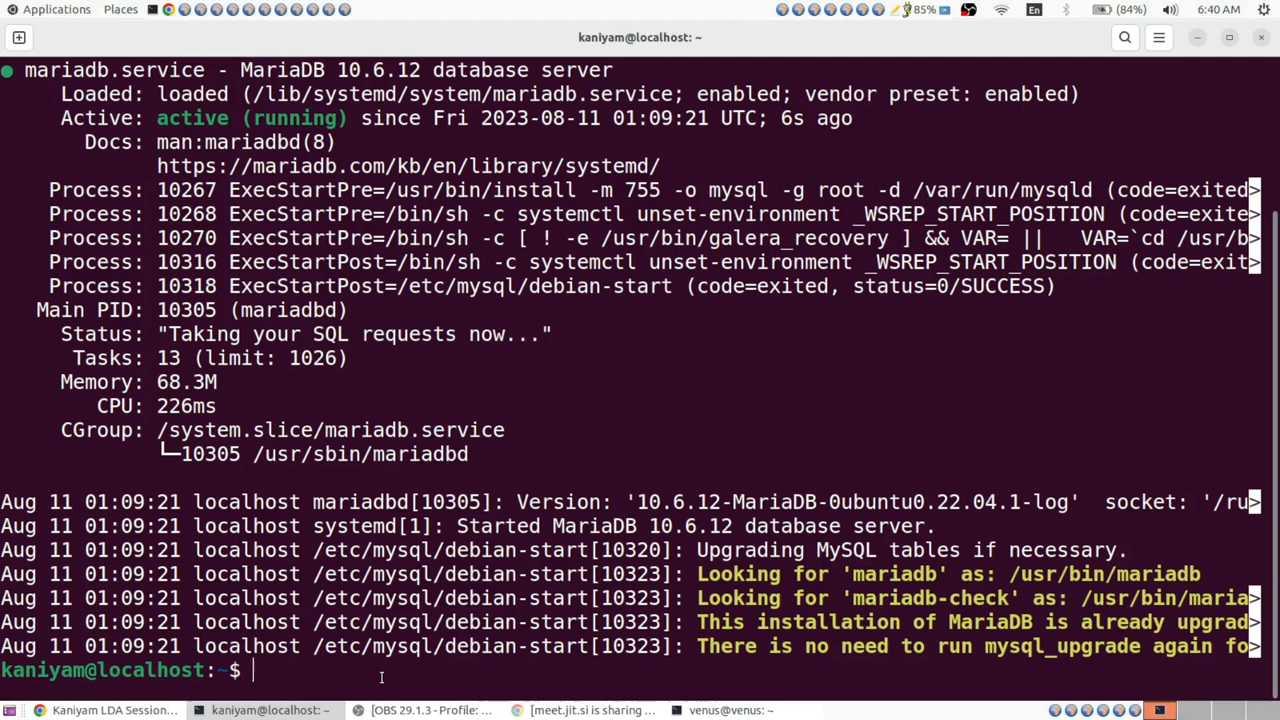 Applications Places 85% En (84%) 6:40 AM
kaniyam@localhost: ~
● mariadb.service - MariaDB 10.6.12 database server
Loaded: loaded (/lib/systemd/system/mariadb.service; enabled; vendor preset: enabled)
Active: active (running) since Fri 2023-08-11 01:09:21 UTC; 6s ago
Docs: man:mariadbd(8)
https://mariadb.com/kb/en/library/systemd/
Process: 10267 ExecStartPre=/usr/bin/install -m 755 -o mysql -g root -d /var/run/mysqld (code=exited>
Process: 10268 ExecStartPre=/bin/sh -c systemctl unset-environment _WSREP_START_POSITION (code=exite>
Process: 10270 ExecStartPre=/bin/sh -c [ ! -e /usr/bin/galera_recovery ] && VAR= || VAR=`cd /usr/b>
Process: 10316 ExecStartPost=/bin/sh -c systemctl unset-environment _WSREP_START_POSITION (code=exit>
Process: 10318 ExecStartPost=/etc/mysql/debian-start (code=exited, status=0/SUCCESS)
Main PID: 10305 (mariadbd)
Status: "Taking your SQL requests now..."
Tasks: 13 (limit: 1026)
Memory: 68.3M
CPU: 226ms
CGroup: /system.slice/mariadb.service
└─10305 /usr/sbin/mariadbd
Aug 11 01:09:21 localhost mariadbd[10305]: Version: '10.6.12-MariaDB-0ubuntu0.22.04.1-log' socket: '/ru>
Aug 11 01:09:21 localhost systemd[1]: Started MariaDB 10.6.12 database server.
Aug 11 01:09:21 localhost /etc/mysql/debian-start[10320]: Upgrading MySQL tables if necessary.
Aug 11 01:09:21 localhost /etc/mysql/debian-start[10323]: Looking for 'mariadb' as: /usr/bin/mariadb
Aug 11 01:09:21 localhost /etc/mysql/debian-start[10323]: Looking for 'mariadb-check' as: /usr/bin/maria>
Aug 11 01:09:21 localhost /etc/mysql/debian-start[10323]: This installation of MariaDB is already upgrad>
Aug 11 01:09:21 localhost /etc/mysql/debian-start[10323]: There is no need to run mysql_upgrade again fo>
kaniyam@localhost:~$
Kaniyam LDA Session... kaniyam@localhost: ~ [OBS 29.1.3 - Profile: ... [meet.jit.si is sharing ... venus@venus: ~